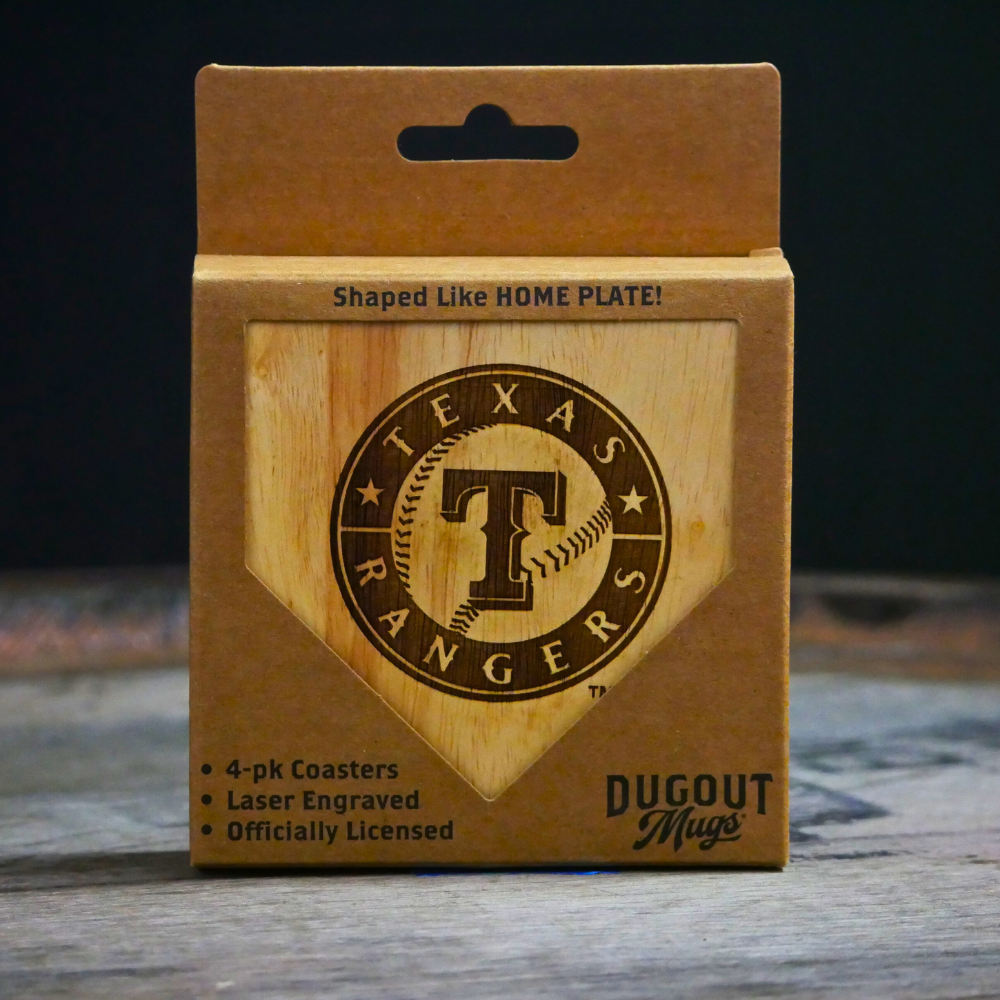 Shaped Like HOME PLATE!
TEXAS
T
RANGERS
TM
• 4-pk Coasters
• Laser Engraved
• Officially Licensed
DUGOUT
Mugs